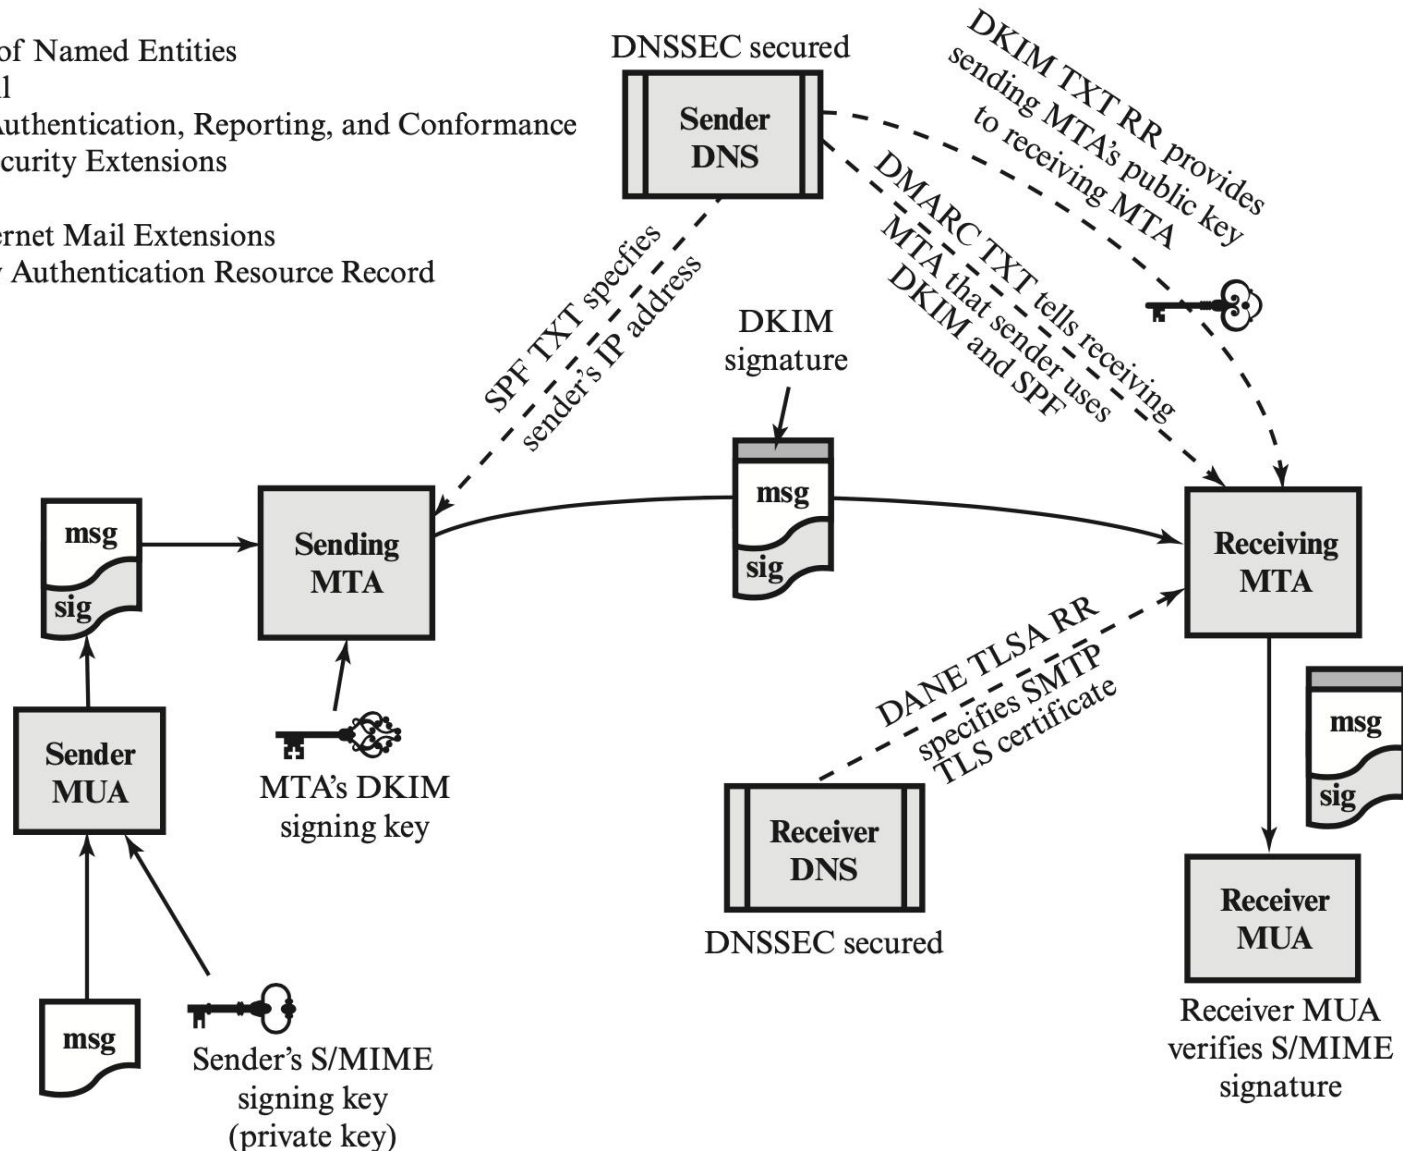 of Named Entities
Authentication, Reporting, and Conformance
Extensions
Mail Extensions
Authentication Resource Record
DNSSEC secured
Sender
DNS
DKIM TXT RR provides
sending MTA's public key
to receiving MTA
DMARC TXT tells receiving
MTA that sender uses
DKIM and SPF
SPF TXT specfies
sender's IP address
DKIM
signature
msg
sig
msg
sig
Sending
MTA
Receiving
MTA
DANE TLSA RR
specifies SMTP
TLS certificate
msg
sig
Sender
MUA
MTA's DKIM
signing key
Receiver
DNS
DNSSEC secured
Receiver
MUA
Receiver MUA
verifies S/MIME
signature
msg
Sender's S/MIME
signing key
(private key)